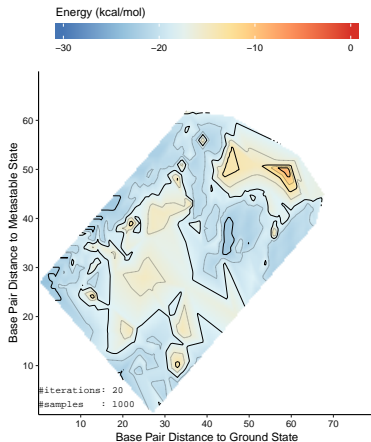 Energy (kcal/mol)
−30 −20 −10 0
Base Pair Distance to Metastable State
60
50
40
30
20
10
#iterations: 20
#samples   : 1000
10 20 30 40 50 60 70
Base Pair Distance to Ground State